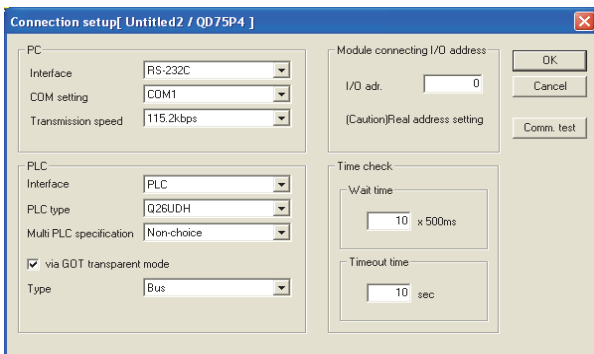 Connection setup[ Untitled2 / QD75P4 ]
PC
Interface RS-232C
COM setting COM1
Transmission speed 115.2kbps
Module connecting I/O address
I/O adr. 0
(Caution)Real address setting
OK
Cancel
Comm. test
PLC
Interface PLC
PLC type Q26UDH
Multi PLC specification Non-choice
via GOT transparent mode
Type Bus
Time check
Wait time
10 x 500ms
Timeout time
10 sec